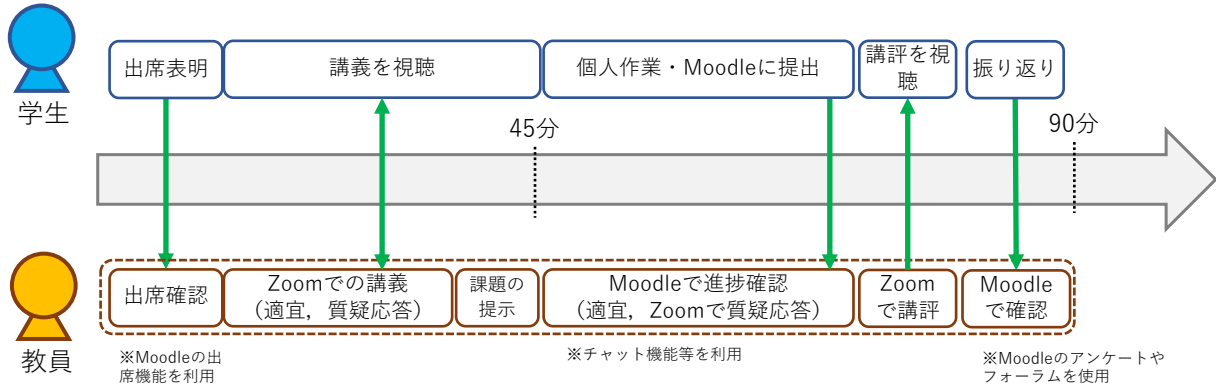 学生
出席表明
講義を視聴
個人作業・Moodleに提出
講評を視
聴
振り返り
45分
90分
教員
出席確認
Zoomでの講義
(適宜,質疑応答)
課題の
提示
Moodleで進捗確認
(適宜,Zoomで質疑応答)
Zoom
で講評
Moodle
で確認
※Moodleの出
席機能を利用
※チャット機能等を利用
※Moodleのアンケートや
フォーラムを使用